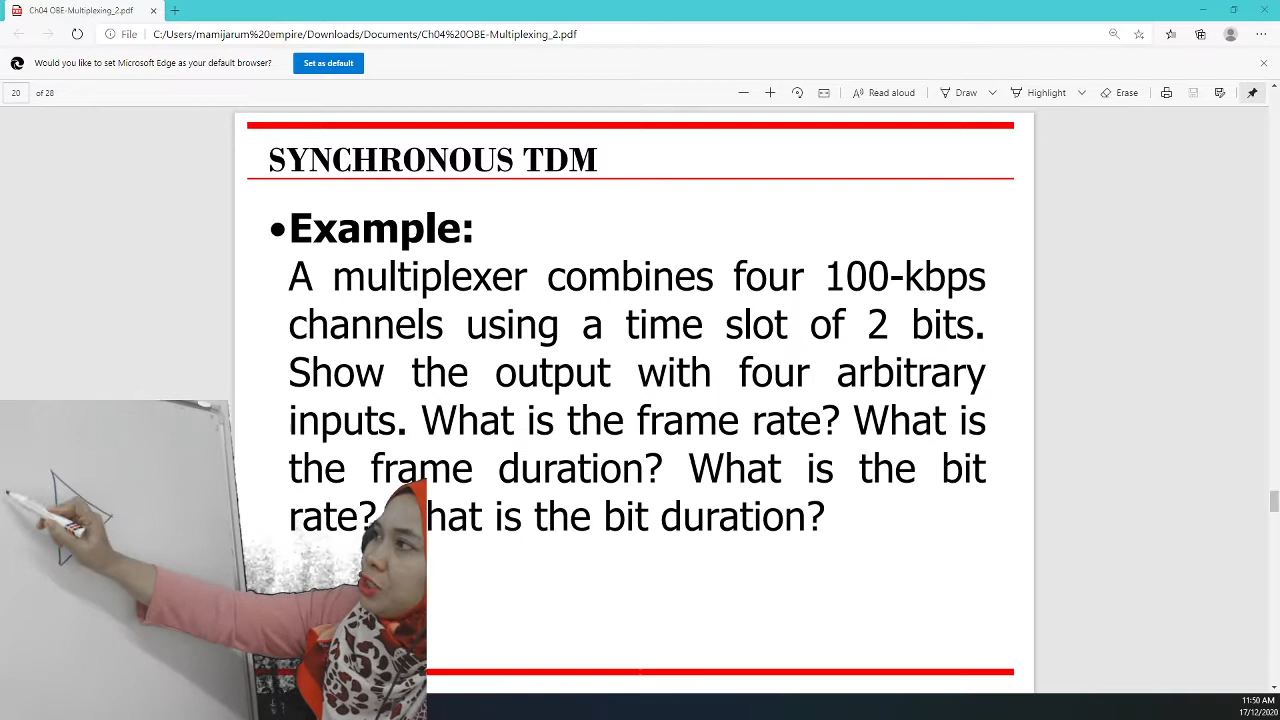 Ch04 OBE-Multiplexing_2.pdf
File
C:/Users/mamijarum%20empire/Downloads/Documents/Ch04%20OBE-Multiplexing_2.pdf
Would you like to set Microsoft Edge as your default browser?
Set as default
20 of 28
Read aloud
Draw
Highlight
Erase
SYNCHRONOUS TDM
•Example:
A multiplexer combines four 100-kbps
channels using a time slot of 2 bits.
Show the output with four arbitrary
inputs. What is the frame rate? What is
the frame duration? What is the bit
rate? hat is the bit duration?
11:50 AM
17/12/2020